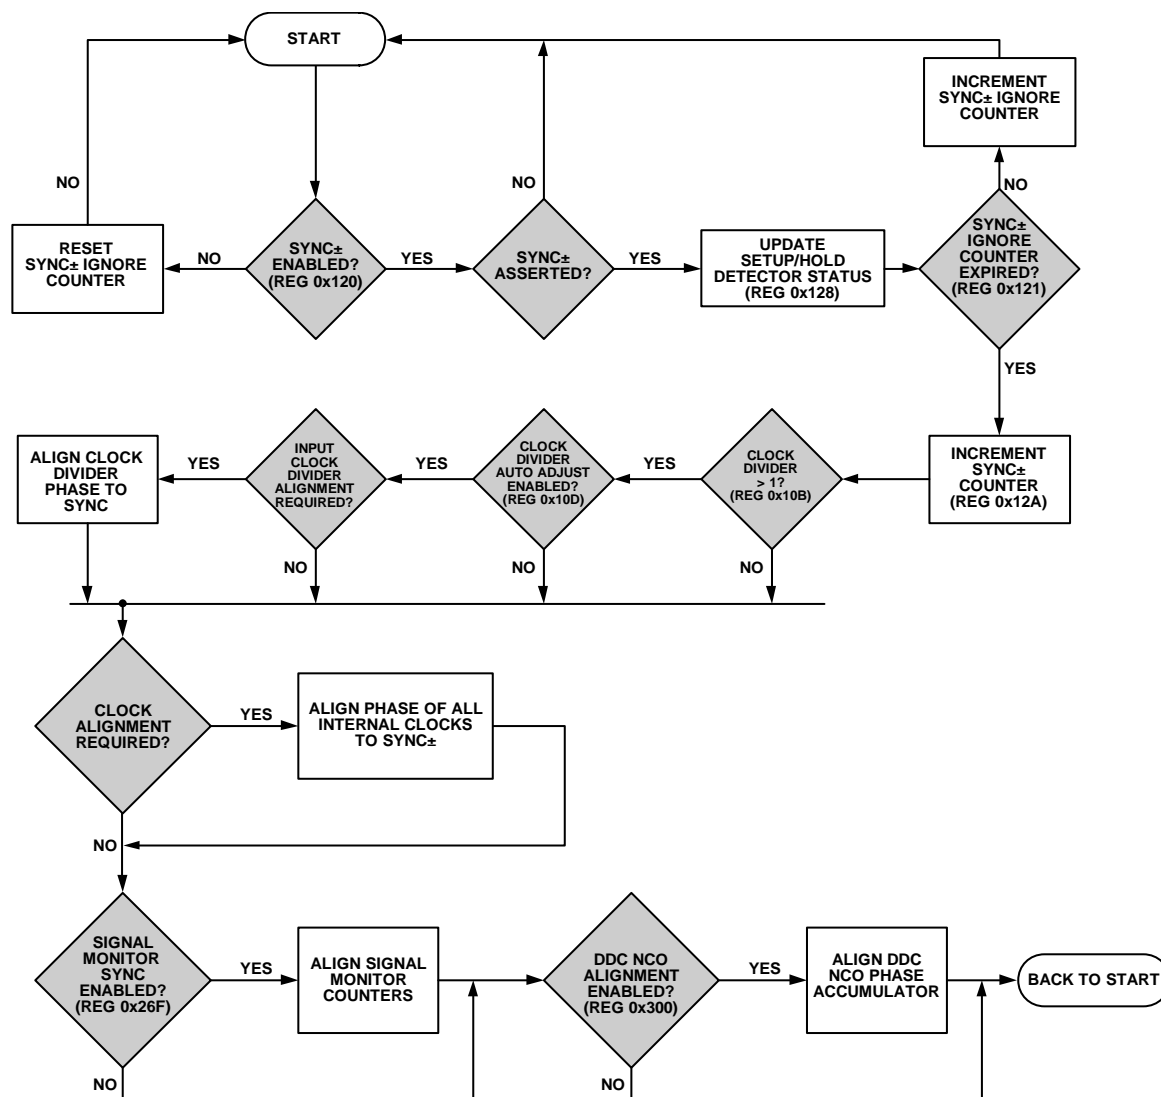 START
INCREMENT
SYNC± IGNORE
COUNTER
NO
NO
NO
RESET
SYNC± IGNORE
COUNTER
NO
SYNC±
ENABLED?
(REG 0x120)
YES
SYNC±
ASSERTED?
YES
UPDATE
SETUP/HOLD
DETECTOR STATUS
(REG 0x128)
SYNC±
IGNORE
COUNTER
EXPIRED?
(REG 0x121)
YES
ALIGN CLOCK
DIVIDER
PHASE TO
SYNC
YES
INPUT
CLOCK
DIVIDER
ALIGNMENT
REQUIRED?
YES
CLOCK
DIVIDER
AUTO ADJUST
ENABLED?
(REG 0x10D)
YES
CLOCK
DIVIDER
> 1?
(REG 0x10B)
INCREMENT
SYNC±
COUNTER
(REG 0x12A)
NO
NO
NO
CLOCK
ALIGNMENT
REQUIRED?
YES
ALIGN PHASE OF ALL
INTERNAL CLOCKS
TO SYNC±
NO
SIGNAL
MONITOR
SYNC
ENABLED?
(REG 0x26F)
YES
ALIGN SIGNAL
MONITOR
COUNTERS
DDC NCO
ALIGNMENT
ENABLED?
(REG 0x300)
YES
ALIGN DDC
NCO PHASE
ACCUMULATOR
BACK TO START
NO
NO